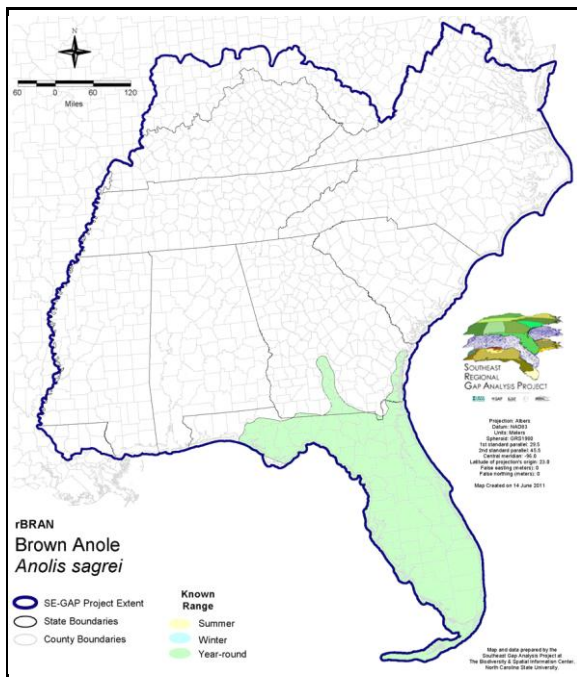 60 0 60 120
Miles
SOUTHEAST
REGIONAL
GAP ANALYSIS PROJECT
Projection: Albers
Datum: NAD83
Units: Meters
Spheroid: GRS1980
1st standard parallel: 29.5
2nd standard parallel: 45.5
Central meridian: -96.0
Latitude of projection's origin: 23.0
False easting (meters): 0
False northing (meters): 0
Map Created on 14 June 2011
rBRAN
Brown Anole
Anolis sagrei
SE-GAP Project Extent
State Boundaries
County Boundaries
Known
Range
Summer
Winter
Year-round
Map and data prepared by the
Southeast Gap Analysis Project at
The Biodiversity & Spatial Information Center,
North Carolina State University.